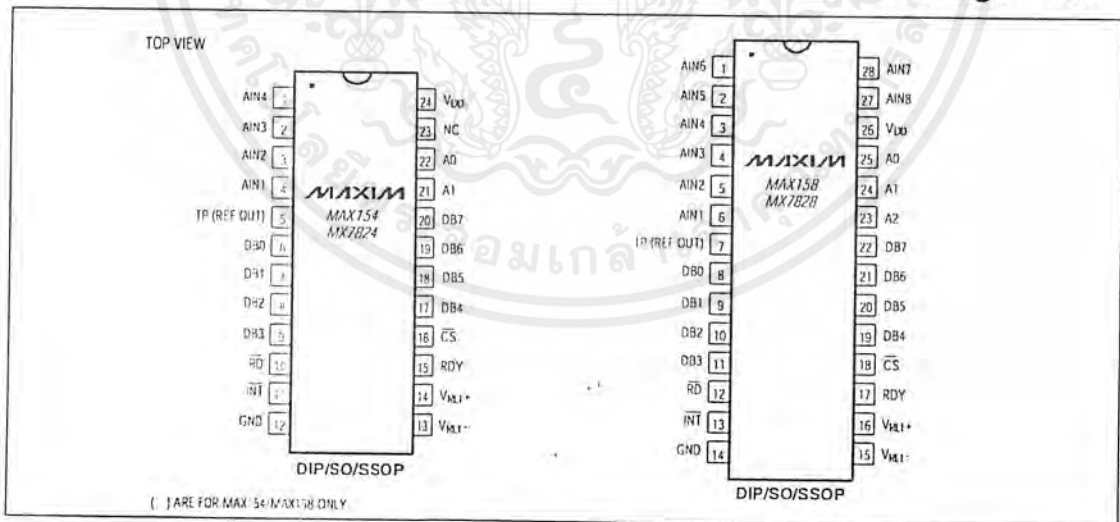 TOP VIEW
AIN4 1
AIN3 2
AIN2 3
AIN1 4
TP (REF OUT) 5
DB0 6
DB1 7
DB2 8
DB3 9
R̅D̅ 10
I̅N̅T̅ 11
GND 12
24 VDD
23 NC
22 A0
21 A1
20 DB7
19 DB6
18 DB5
17 DB4
16 C̅S̅
15 RDY
14 VREF+
13 VREF-
MAXIM
MAX154
MX7824
DIP/SO/SSOP
AIN6 1
AIN5 2
AIN4 3
AIN3 4
AIN2 5
AIN1 6
TP (REF OUT) 7
DB0 8
DB1 9
DB2 10
DB3 11
R̅D̅ 12
I̅N̅T̅ 13
GND 14
28 AIN7
27 AIN8
26 VDD
25 A0
24 A1
23 A2
22 DB7
21 DB6
20 DB5
19 DB4
18 C̅S̅
17 RDY
16 VREF+
15 VREF-
MAXIM
MAX158
MX7828
DIP/SO/SSOP
( ) ARE FOR MAX154/MAX158 ONLY